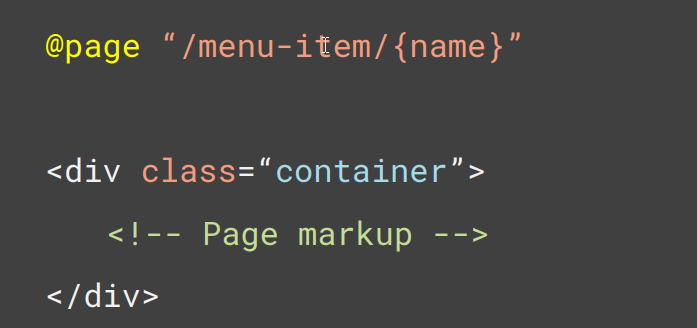 @page “/menu-item/{name}”
<div class=“container”>
<!-- Page markup -->
</div>